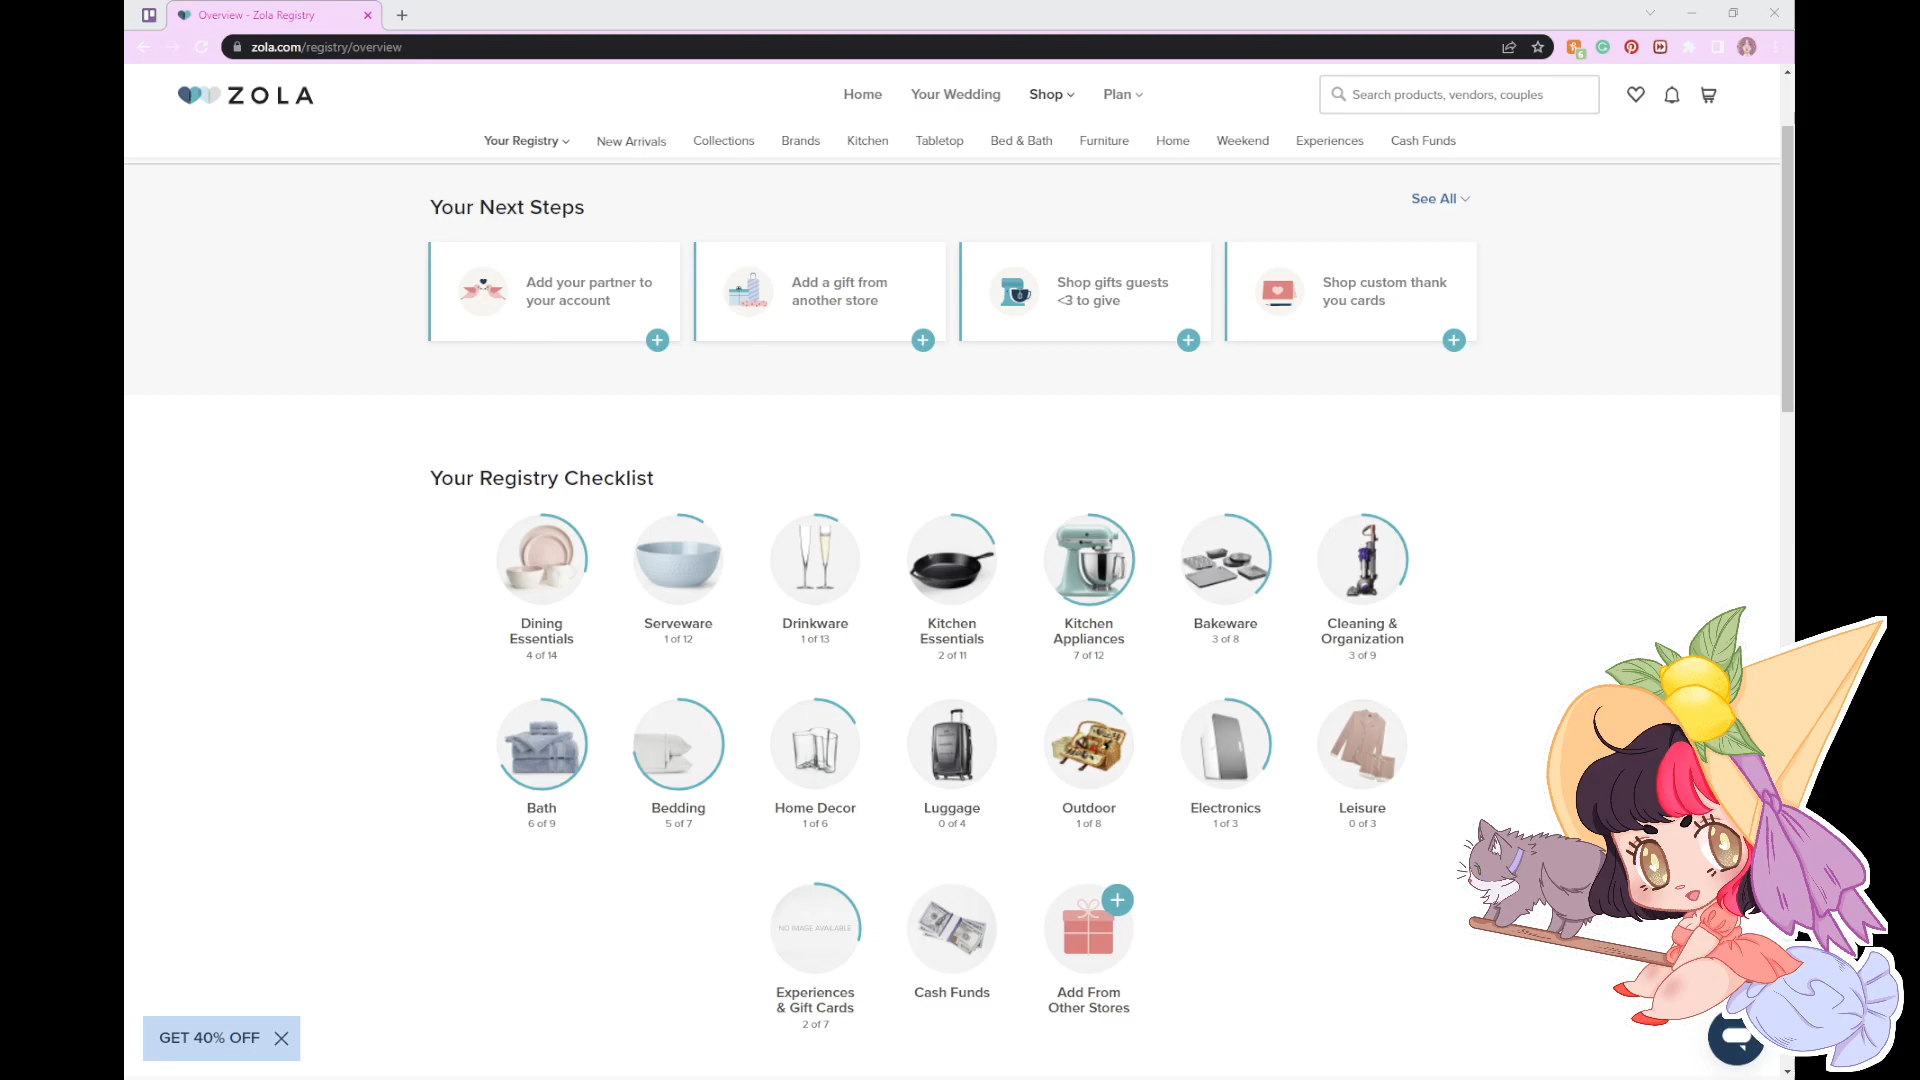 Overview - Zola Registry
zola.com/registry/overview
6
ZOLA
Home Your Wedding Shop Plan
Search products, vendors, couples
Your Registry New Arrivals Collections Brands Kitchen Tabletop Bed & Bath Furniture Home Weekend Experiences Cash Funds
Your Next Steps
See All
Add your partner to
your account
Add a gift from
another store
Shop gifts guests
<3 to give
Shop custom thank
you cards
Your Registry Checklist
Dining
Essentials
4 of 14
Serveware
1 of 12
Drinkware
1 of 13
Kitchen
Essentials
2 of 11
Kitchen
Appliances
7 of 12
Bakeware
3 of 8
Cleaning &
Organization
3 of 9
Bath
6 of 9
Bedding
5 of 7
Home Decor
1 of 6
Luggage
0 of 4
Outdoor
1 of 8
Electronics
1 of 3
Leisure
0 of 3
NO IMAGE AVAILABLE
Experiences
& Gift Cards
2 of 7
Cash Funds
Add From
Other Stores
GET 40% OFF